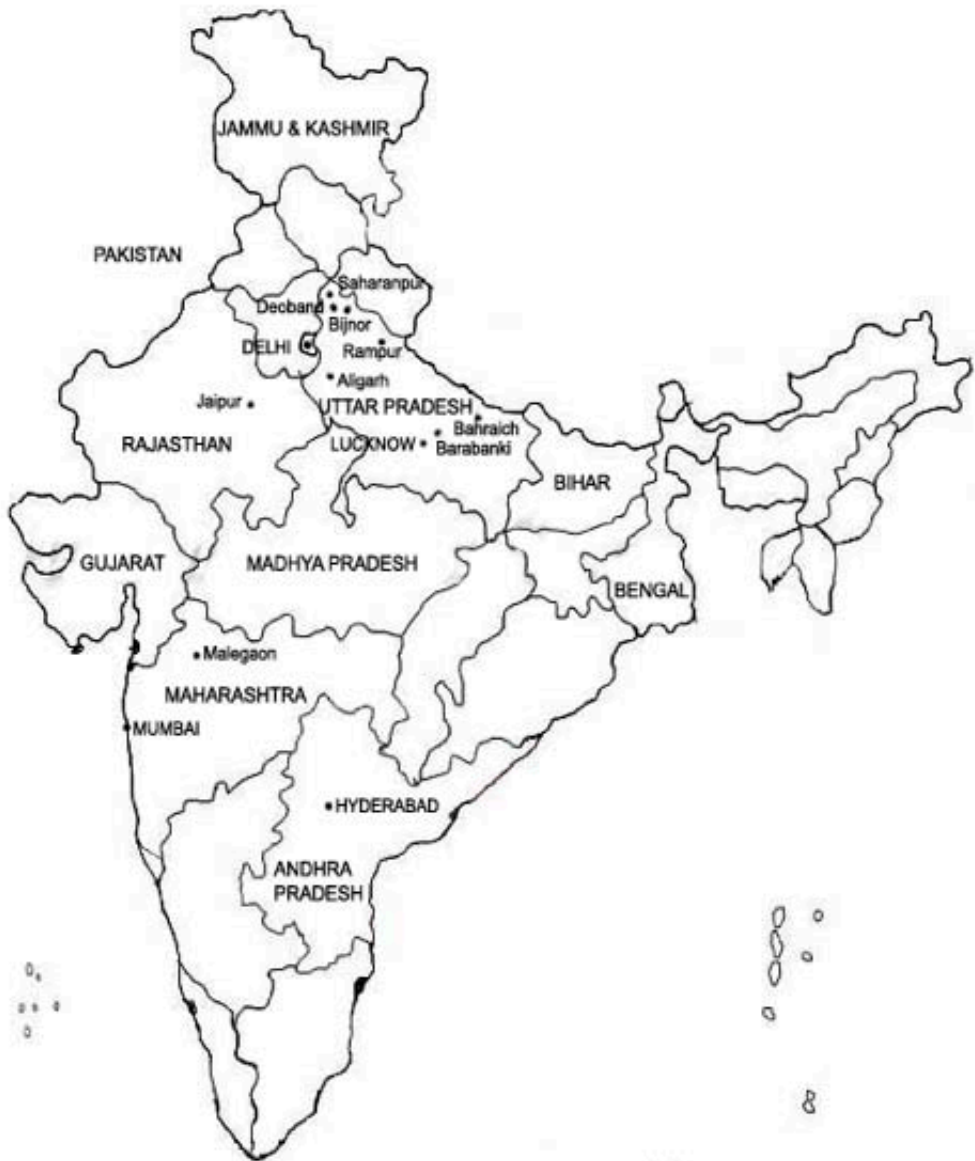 JAMMU & KASHMIR
PAKISTAN
Saharanpur
Deoband
Bijnor
DELHI
Rampur
Aligarh
Jaipur
UTTAR PRADESH
Bahraich
RAJASTHAN
LUCKNOW
Barabanki
BIHAR
GUJARAT
MADHYA PRADESH
BENGAL
Malegaon
MAHARASHTRA
MUMBAI
HYDERABAD
ANDHRA
PRADESH